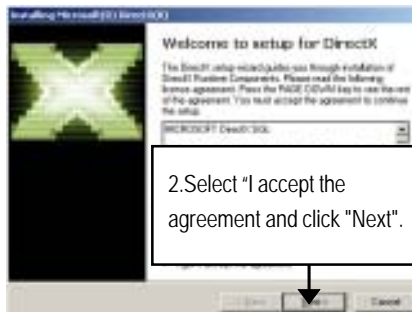 Installing Microsoft(R) DirectX(R)
Welcome to setup for DirectX
The DirectX setup wizard guides you through installation of
DirectX Runtime Components. Please read the following
license agreement. Press the PAGE DOWN key to see the rest
of the agreement. You must accept the agreement to continue
the setup.
MICROSOFT DirectX
2.Select “I accept the
agreement and click "Next".
Cancel